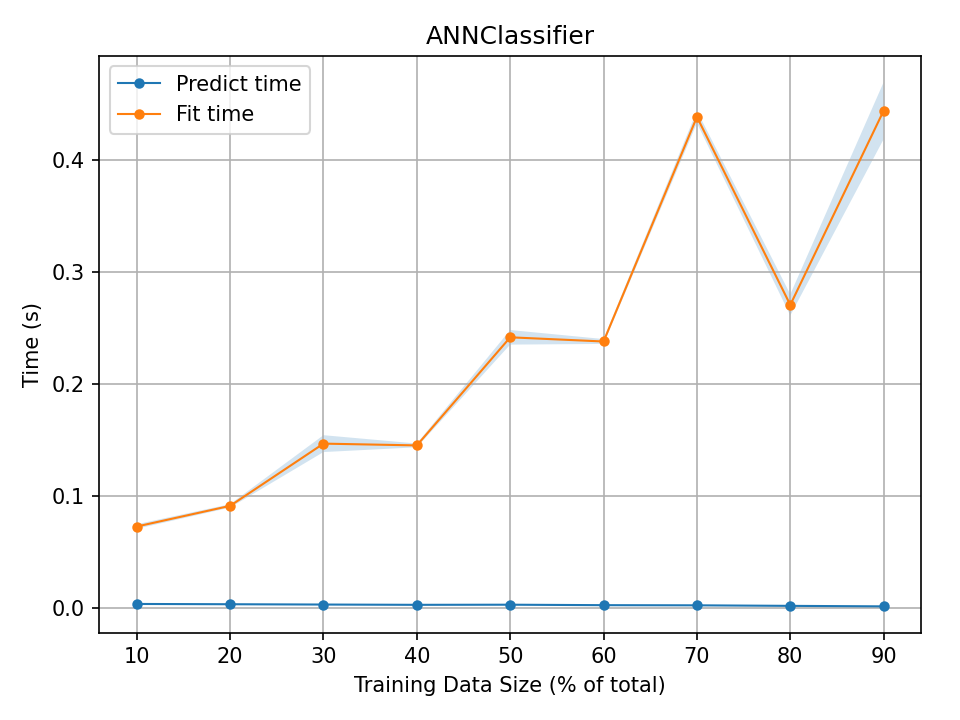 ANNClassifier
Predict time
Fit time
Time (s)
0.4
0.3
0.2
0.1
0.0
10 20 30 40 50 60 70 80 90
Training Data Size (% of total)